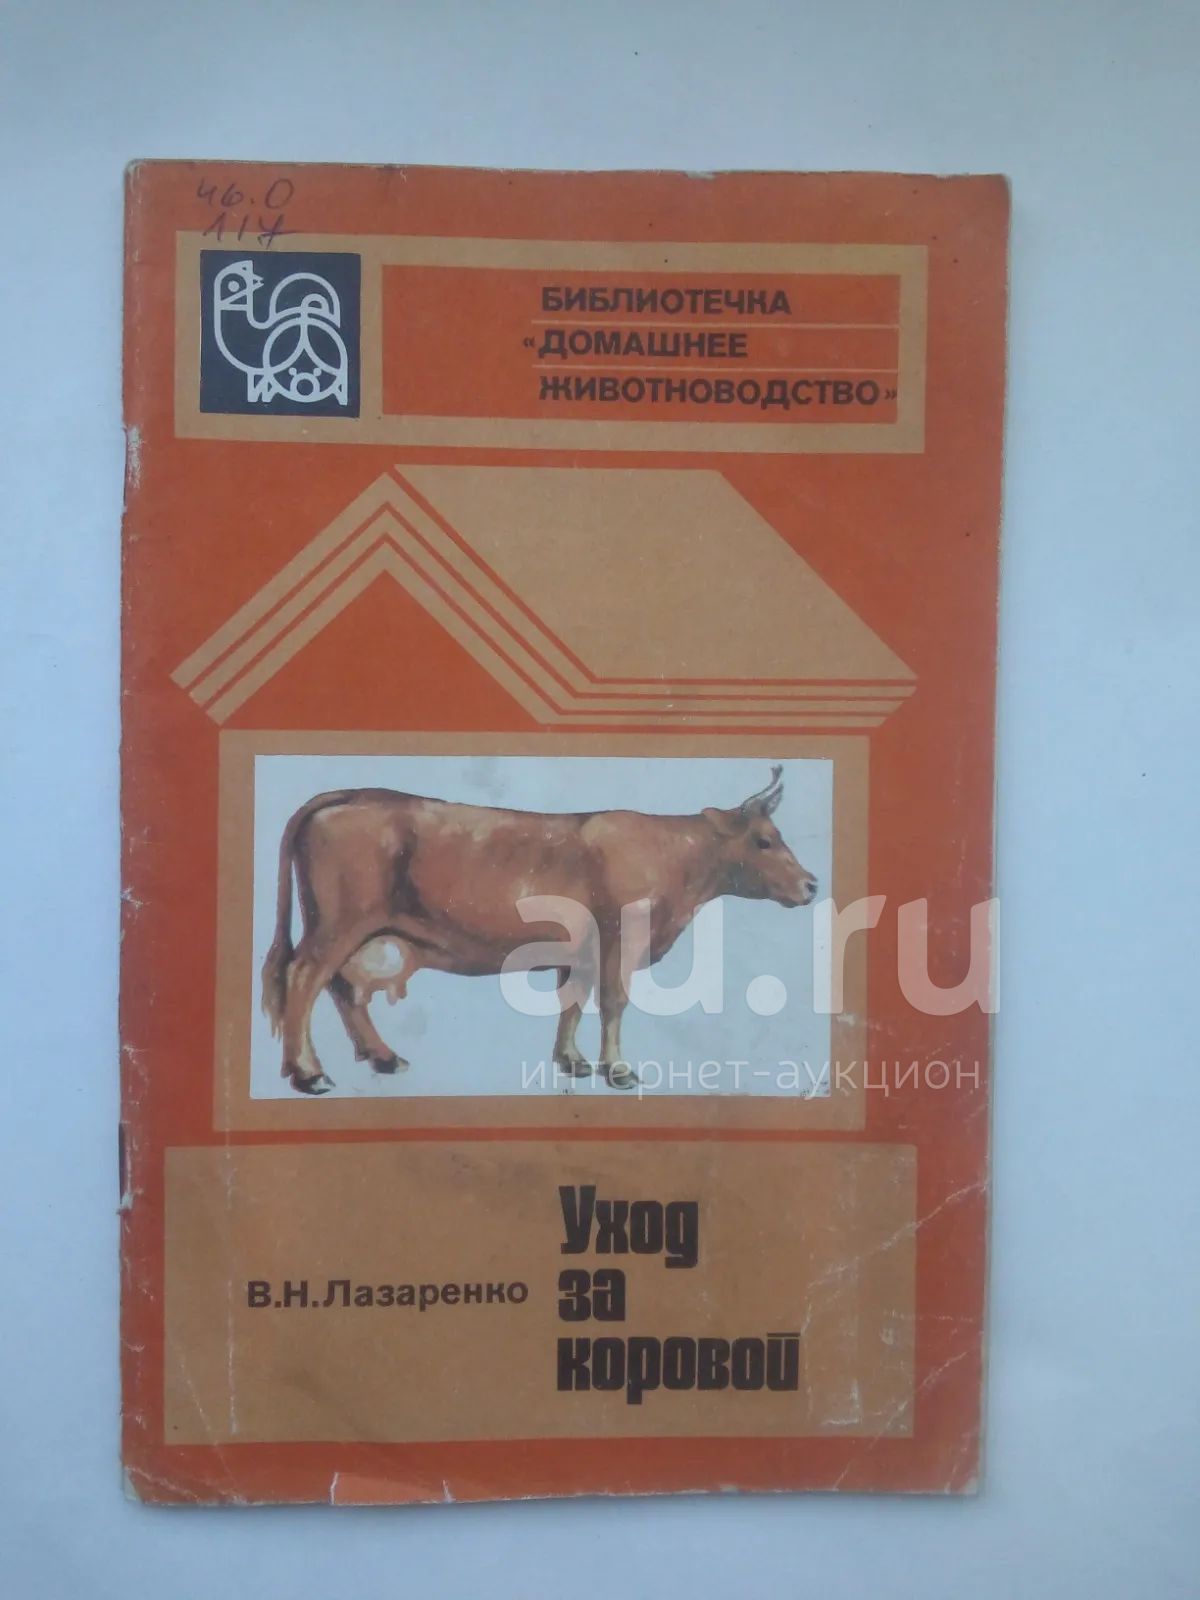 46.0
117
БИБЛИОТЕЧКА
«ДОМАШНЕЕ
ЖИВОТНОВОДСТВО»
au.ru
интернет-аукцион
Уход
за
коровой
В.Н.Лазаренко